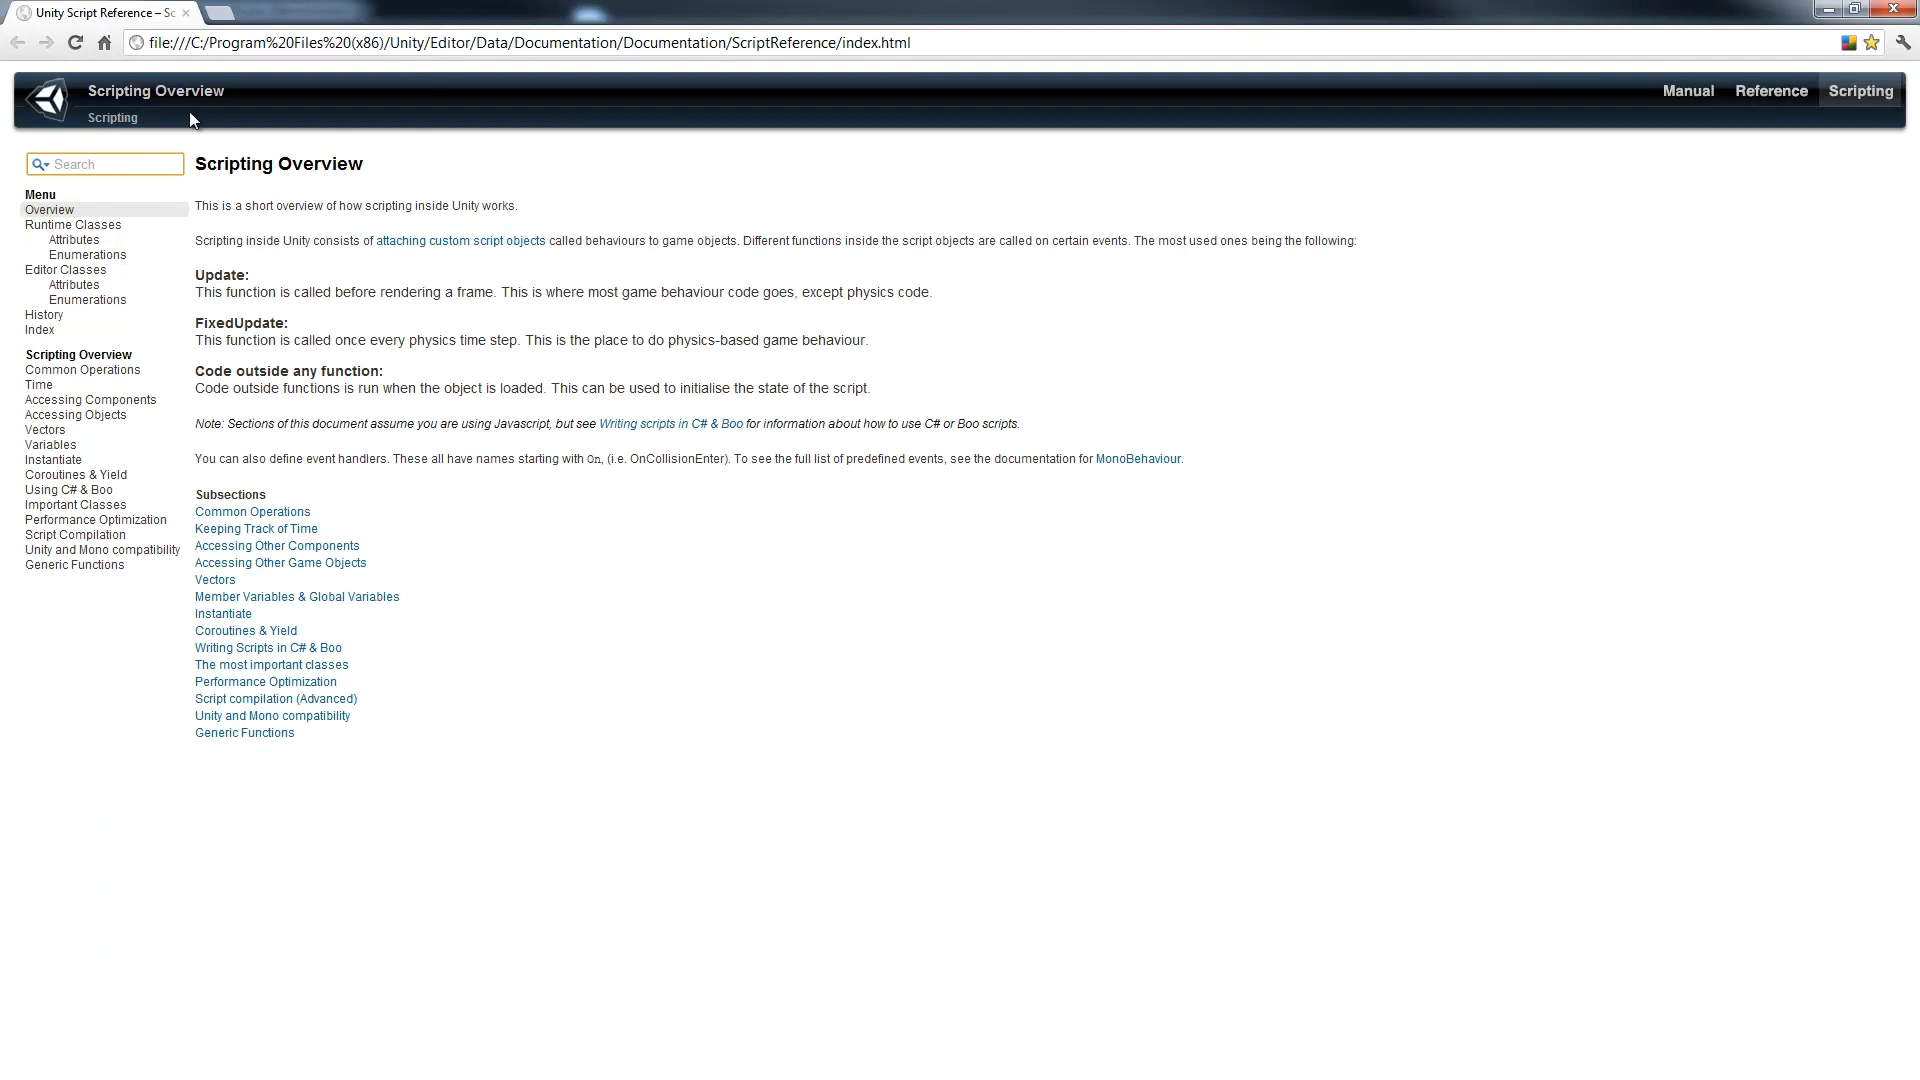 Unity Script Reference – Sc
file:///C:/Program%20Files%20(x86)/Unity/Editor/Data/Documentation/Documentation/ScriptReference/index.html
Scripting Overview
Scripting
Manual Reference Scripting
Search
Menu
Overview
Runtime Classes
Attributes
Enumerations
Editor Classes
Attributes
Enumerations
History
Index
Scripting Overview
Common Operations
Time
Accessing Components
Accessing Objects
Vectors
Variables
Instantiate
Coroutines & Yield
Using C# & Boo
Important Classes
Performance Optimization
Script Compilation
Unity and Mono compatibility
Generic Functions
Scripting Overview
This is a short overview of how scripting inside Unity works.
Scripting inside Unity consists of attaching custom script objects called behaviours to game objects. Different functions inside the script objects are called on certain events. The most used ones being the following:
Update:
This function is called before rendering a frame. This is where most game behaviour code goes, except physics code.
FixedUpdate:
This function is called once every physics time step. This is the place to do physics-based game behaviour.
Code outside any function:
Code outside functions is run when the object is loaded. This can be used to initialise the state of the script.
Note: Sections of this document assume you are using Javascript, but see Writing scripts in C# & Boo for information about how to use C# or Boo scripts.
You can also define event handlers. These all have names starting with On, (i.e. OnCollisionEnter). To see the full list of predefined events, see the documentation for MonoBehaviour.
Subsections
Common Operations
Keeping Track of Time
Accessing Other Components
Accessing Other Game Objects
Vectors
Member Variables & Global Variables
Instantiate
Coroutines & Yield
Writing Scripts in C# & Boo
The most important classes
Performance Optimization
Script compilation (Advanced)
Unity and Mono compatibility
Generic Functions